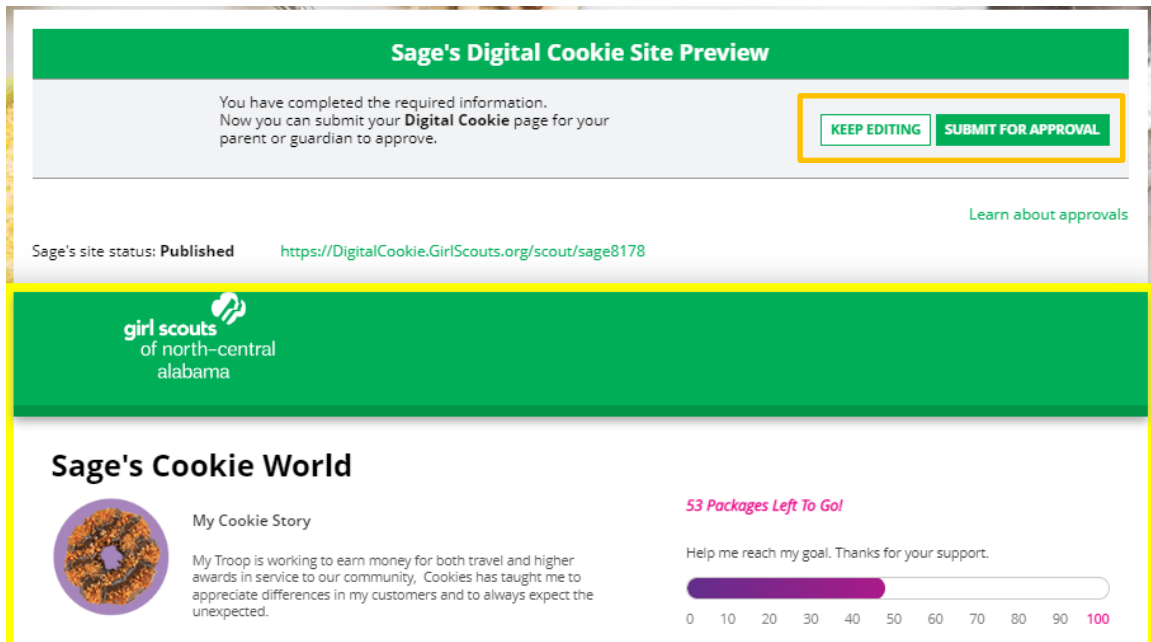 Sage's Digital Cookie Site Preview
You have completed the required information.
Now you can submit your Digital Cookie page for your
parent or guardian to approve.
KEEP EDITING
SUBMIT FOR APPROVAL
Learn about approvals
Sage's site status: Published
https://DigitalCookie.GirlScouts.org/scout/sage8178
girl scouts
of north-central
alabama
Sage's Cookie World
My Cookie Story
My Troop is working to earn money for both travel and higher
awards in service to our community, Cookies has taught me to
appreciate differences in my customers and to always expect the
unexpected.
53 Packages Left To Go!
Help me reach my goal. Thanks for your support.
0 10 20 30 40 50 60 70 80 90 100